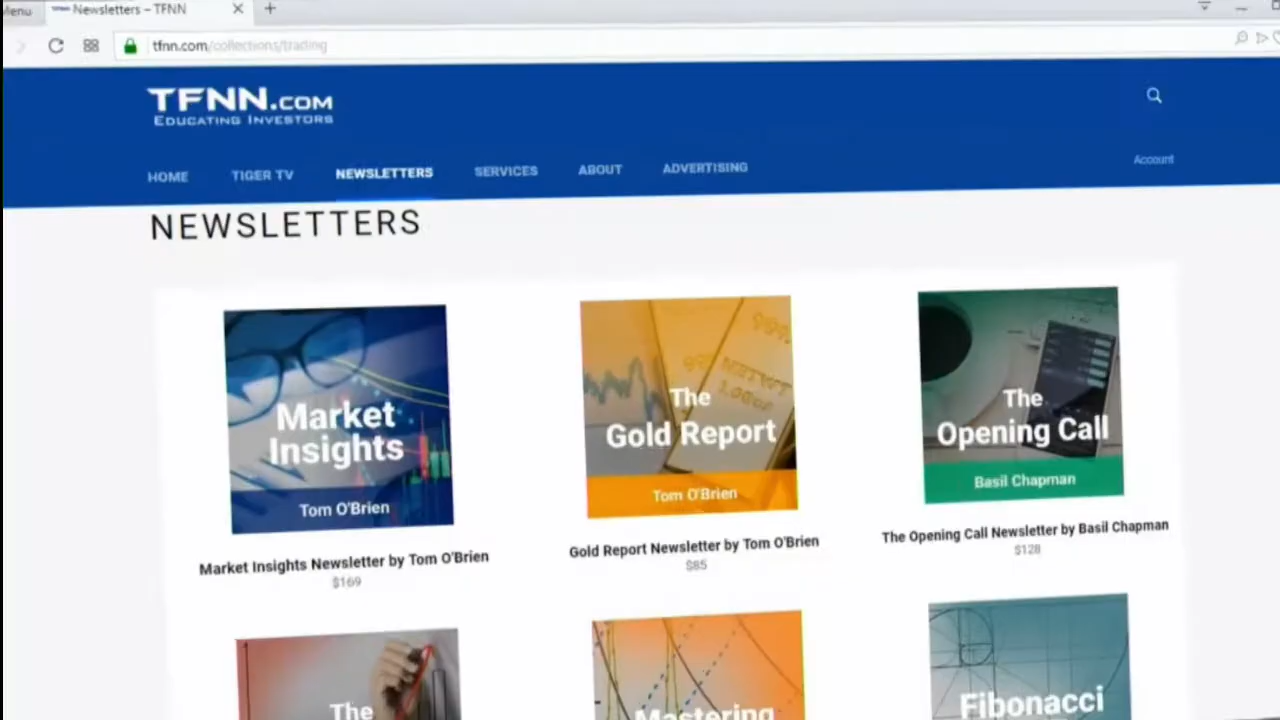 Menu
Newsletters – TFNN
tfnn.com/collections/trading
TFNN.COM
EDUCATING INVESTORS
HOME TIGER TV NEWSLETTERS SERVICES ABOUT ADVERTISING
Account
NEWSLETTERS
Market
Insights
Tom O'Brien
Market Insights Newsletter by Tom O'Brien
$169
The
Gold Report
Tom O'Brien
Gold Report Newsletter by Tom O'Brien
$85
The
Opening Call
Basil Chapman
The Opening Call Newsletter by Basil Chapman
$128
The
Mastering
Fibonacci